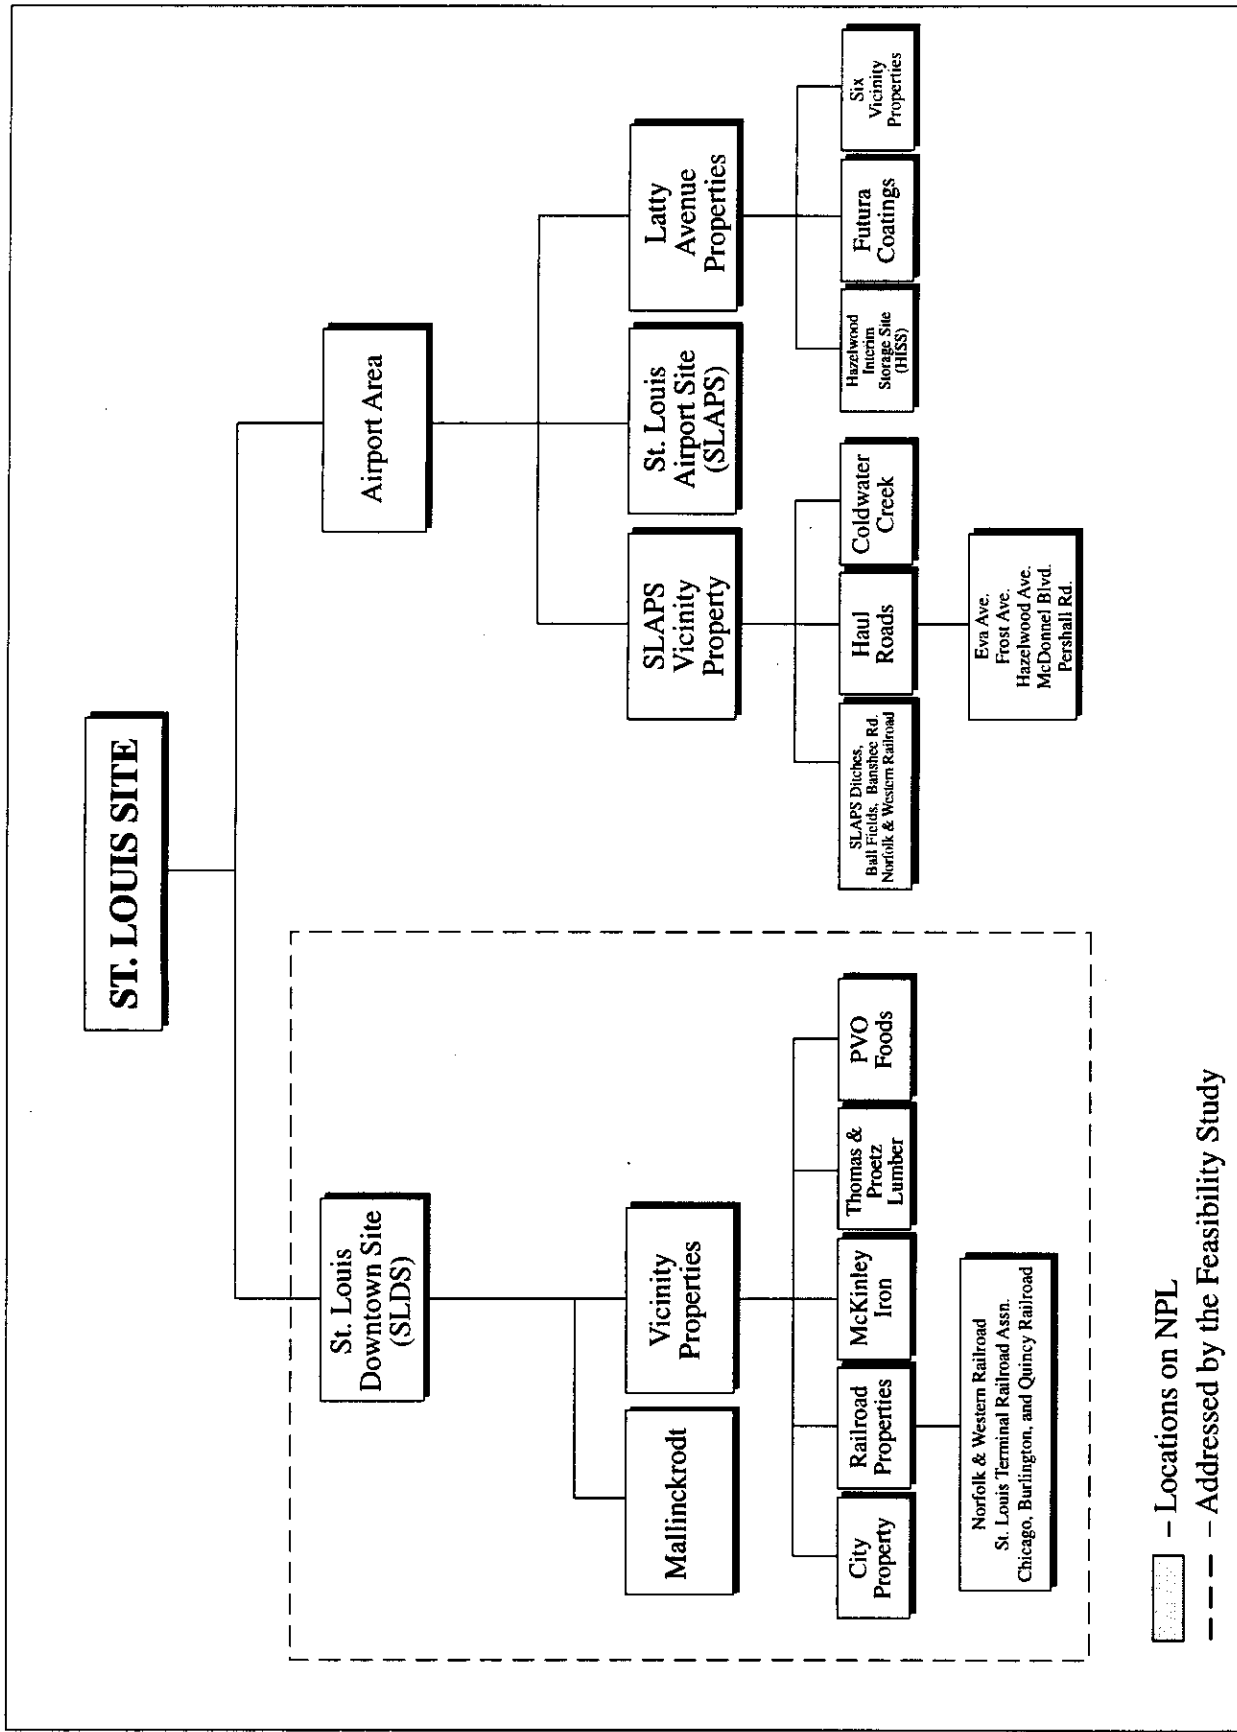 ST. LOUIS SITE
St. Louis
Downtown Site
(SLDS)
Airport Area
Mallinckrodt
Vicinity
Properties
SLAPS
Vicinity
Property
St. Louis
Airport Site
(SLAPS)
Latty
Avenue
Properties
City
Property
Railroad
Properties
McKinley
Iron
Thomas &
Proetz
Lumber
PVO
Foods
SLAPS Ditches,
Ball Fields, Banshee Rd.
Norfolk & Western Railroad
Haul
Roads
Coldwater
Creek
Hazelwood
Interim
Storage Site
(HISS)
Futura
Coatings
Six
Vicinity
Properties
Norfolk & Western Railroad
St. Louis Terminal Railroad Assn.
Chicago, Burlington, and Quincy Railroad
Eva Ave.
Frost Ave.
Hazelwood Ave.
McDonnel Blvd.
Pershall Rd.
– Locations on NPL
– Addressed by the Feasibility Study